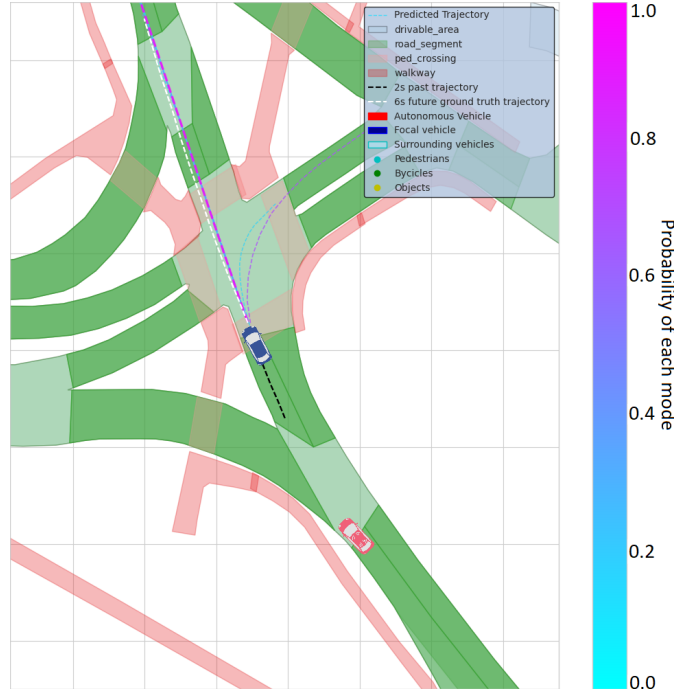 Predicted Trajectory
drivable_area
road_segment
ped_crossing
walkway
2s past trajectory
6s future ground truth trajectory
Autonomous Vehicle
Focal vehicle
Surrounding vehicles
Pedestrians
Bycicles
Objects
1.0
0.8
0.6
0.4
0.2
0.0
Probability of each mode